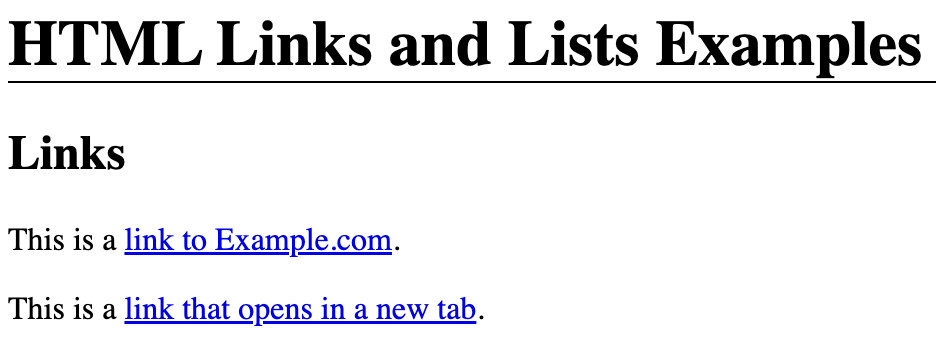 HTML Links and Lists Examples
Links
This is a link to Example.com.
This is a link that opens in a new tab.